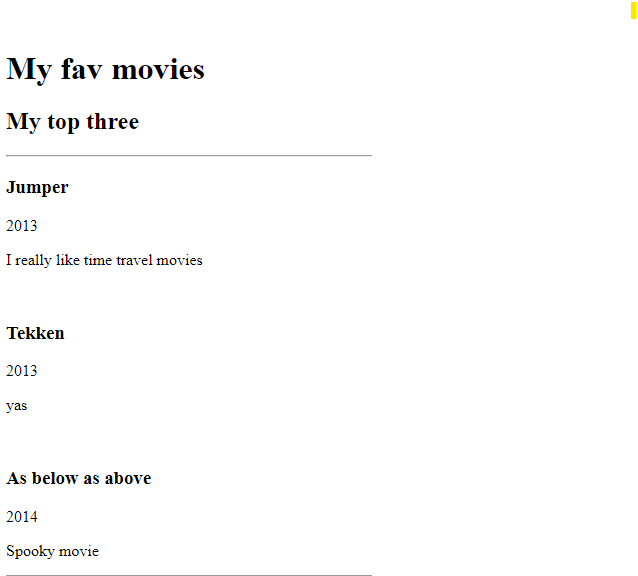 My fav movies
My top three
Jumper
2013
I really like time travel movies
Tekken
2013
yas
As below as above
2014
Spooky movie